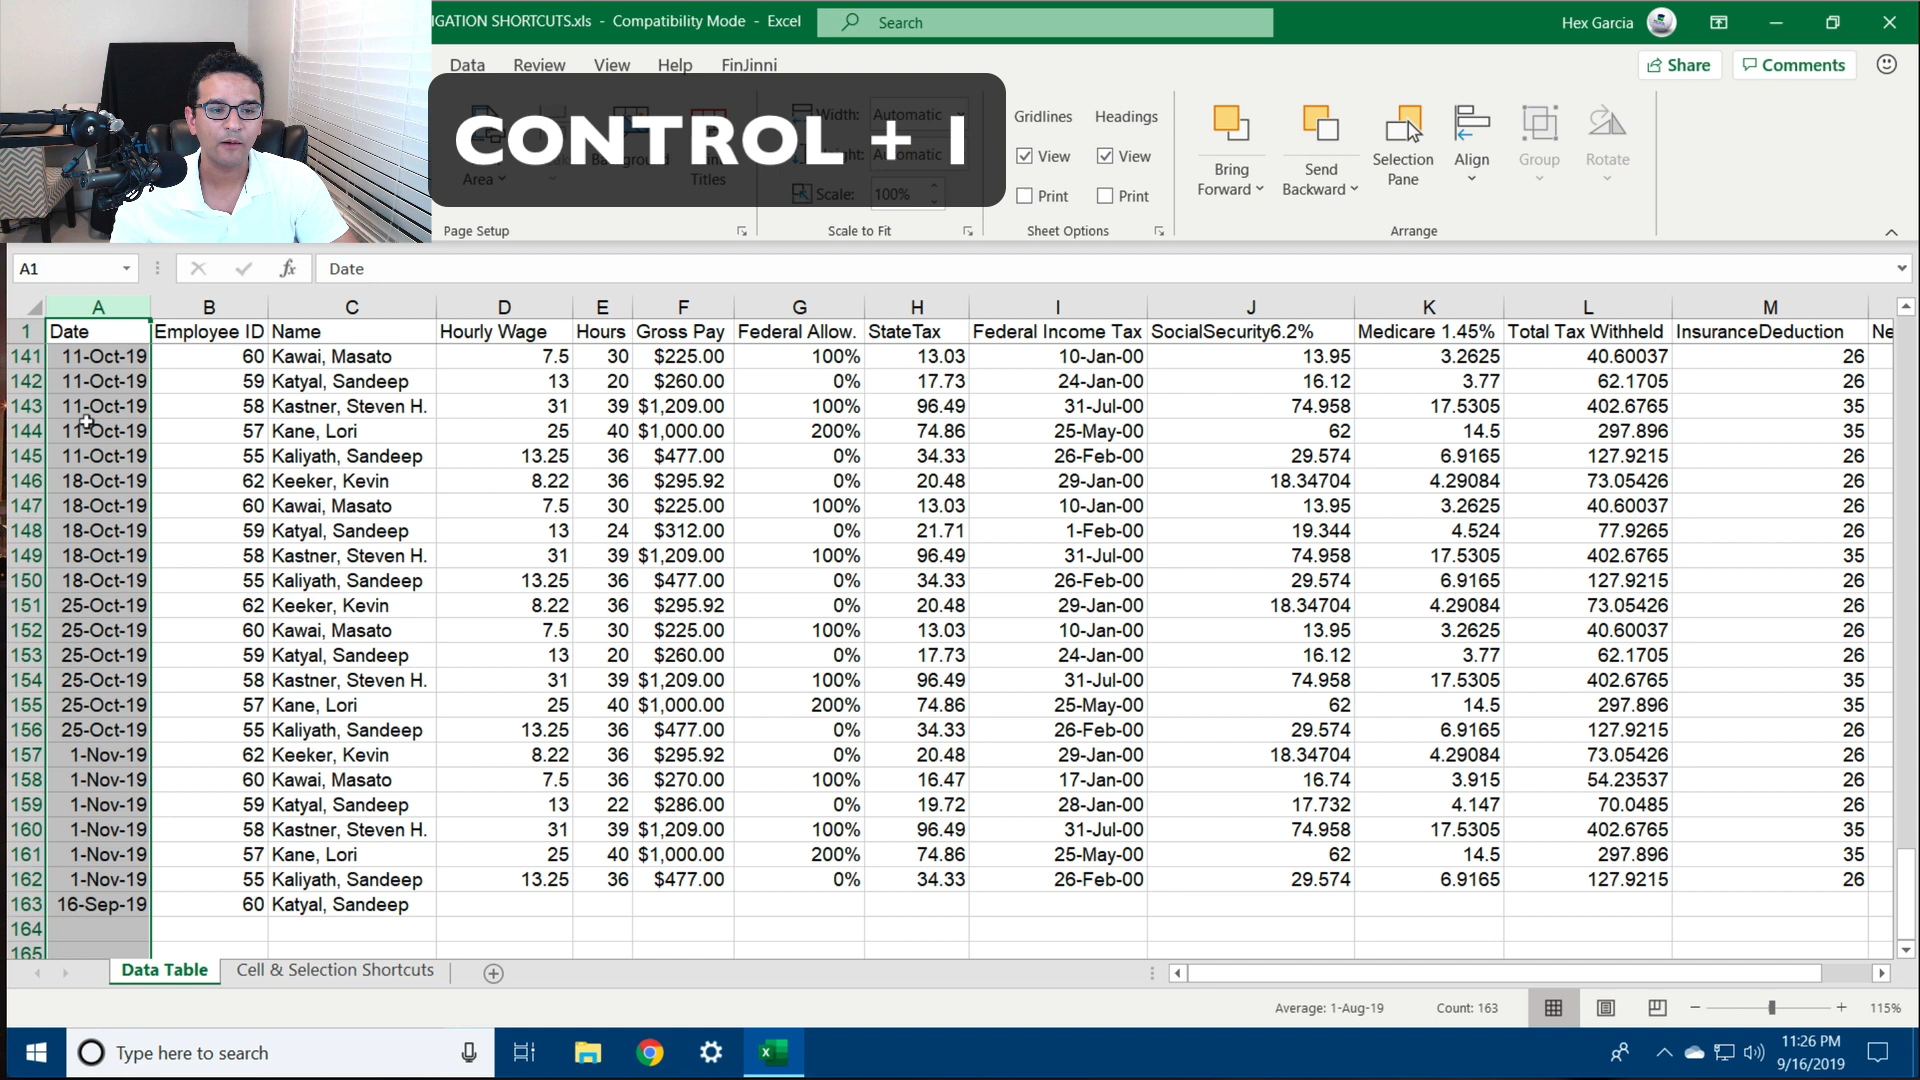 IGATION SHORTCUTS.xls - Compatibility Mode - Excel
Search
Hex Garcia
Data Review View Help FinJinni
Share
Comments
CONTROL + I
Width: Automatic
Height: Automatic
Scale: 100%
Area
Background
Titles
Gridlines Headings
View View
Print Print
Bring Forward
Send Backward
Selection Pane
Align
Group
Rotate
Page Setup
Scale to Fit
Sheet Options
Arrange
A1
fx
Date
A B C D E F G H I J K L M
1 Date Employee ID Name Hourly Wage Hours Gross Pay Federal Allow. StateTax Federal Income Tax SocialSecurity6.2% Medicare 1.45% Total Tax Withheld InsuranceDeduction Ne
141 11-Oct-19 60 Kawai, Masato 7.5 30 $225.00 100% 13.03 10-Jan-00 13.95 3.2625 40.60037 26
142 11-Oct-19 59 Katyal, Sandeep 13 20 $260.00 0% 17.73 24-Jan-00 16.12 3.77 62.1705 26
143 11-Oct-19 58 Kastner, Steven H. 31 39 $1,209.00 100% 96.49 31-Jul-00 74.958 17.5305 402.6765 35
144 11-Oct-19 57 Kane, Lori 25 40 $1,000.00 200% 74.86 25-May-00 62 14.5 297.896 35
145 11-Oct-19 55 Kaliyath, Sandeep 13.25 36 $477.00 0% 34.33 26-Feb-00 29.574 6.9165 127.9215 26
146 18-Oct-19 62 Keeker, Kevin 8.22 36 $295.92 0% 20.48 29-Jan-00 18.34704 4.29084 73.05426 26
147 18-Oct-19 60 Kawai, Masato 7.5 30 $225.00 100% 13.03 10-Jan-00 13.95 3.2625 40.60037 26
148 18-Oct-19 59 Katyal, Sandeep 13 24 $312.00 0% 21.71 1-Feb-00 19.344 4.524 77.9265 26
149 18-Oct-19 58 Kastner, Steven H. 31 39 $1,209.00 100% 96.49 31-Jul-00 74.958 17.5305 402.6765 35
150 18-Oct-19 55 Kaliyath, Sandeep 13.25 36 $477.00 0% 34.33 26-Feb-00 29.574 6.9165 127.9215 26
151 25-Oct-19 62 Keeker, Kevin 8.22 36 $295.92 0% 20.48 29-Jan-00 18.34704 4.29084 73.05426 26
152 25-Oct-19 60 Kawai, Masato 7.5 30 $225.00 100% 13.03 10-Jan-00 13.95 3.2625 40.60037 26
153 25-Oct-19 59 Katyal, Sandeep 13 20 $260.00 0% 17.73 24-Jan-00 16.12 3.77 62.1705 26
154 25-Oct-19 58 Kastner, Steven H. 31 39 $1,209.00 100% 96.49 31-Jul-00 74.958 17.5305 402.6765 35
155 25-Oct-19 57 Kane, Lori 25 40 $1,000.00 200% 74.86 25-May-00 62 14.5 297.896 35
156 25-Oct-19 55 Kaliyath, Sandeep 13.25 36 $477.00 0% 34.33 26-Feb-00 29.574 6.9165 127.9215 26
157 1-Nov-19 62 Keeker, Kevin 8.22 36 $295.92 0% 20.48 29-Jan-00 18.34704 4.29084 73.05426 26
158 1-Nov-19 60 Kawai, Masato 7.5 36 $270.00 100% 16.47 17-Jan-00 16.74 3.915 54.23537 26
159 1-Nov-19 59 Katyal, Sandeep 13 22 $286.00 0% 19.72 28-Jan-00 17.732 4.147 70.0485 26
160 1-Nov-19 58 Kastner, Steven H. 31 39 $1,209.00 100% 96.49 31-Jul-00 74.958 17.5305 402.6765 35
161 1-Nov-19 57 Kane, Lori 25 40 $1,000.00 200% 74.86 25-May-00 62 14.5 297.896 35
162 1-Nov-19 55 Kaliyath, Sandeep 13.25 36 $477.00 0% 34.33 26-Feb-00 29.574 6.9165 127.9215 26
163 16-Sep-19 60 Katyal, Sandeep
164
165
Data Table Cell & Selection Shortcuts
Average: 1-Aug-19 Count: 163 115%
Type here to search
11:26 PM
9/16/2019